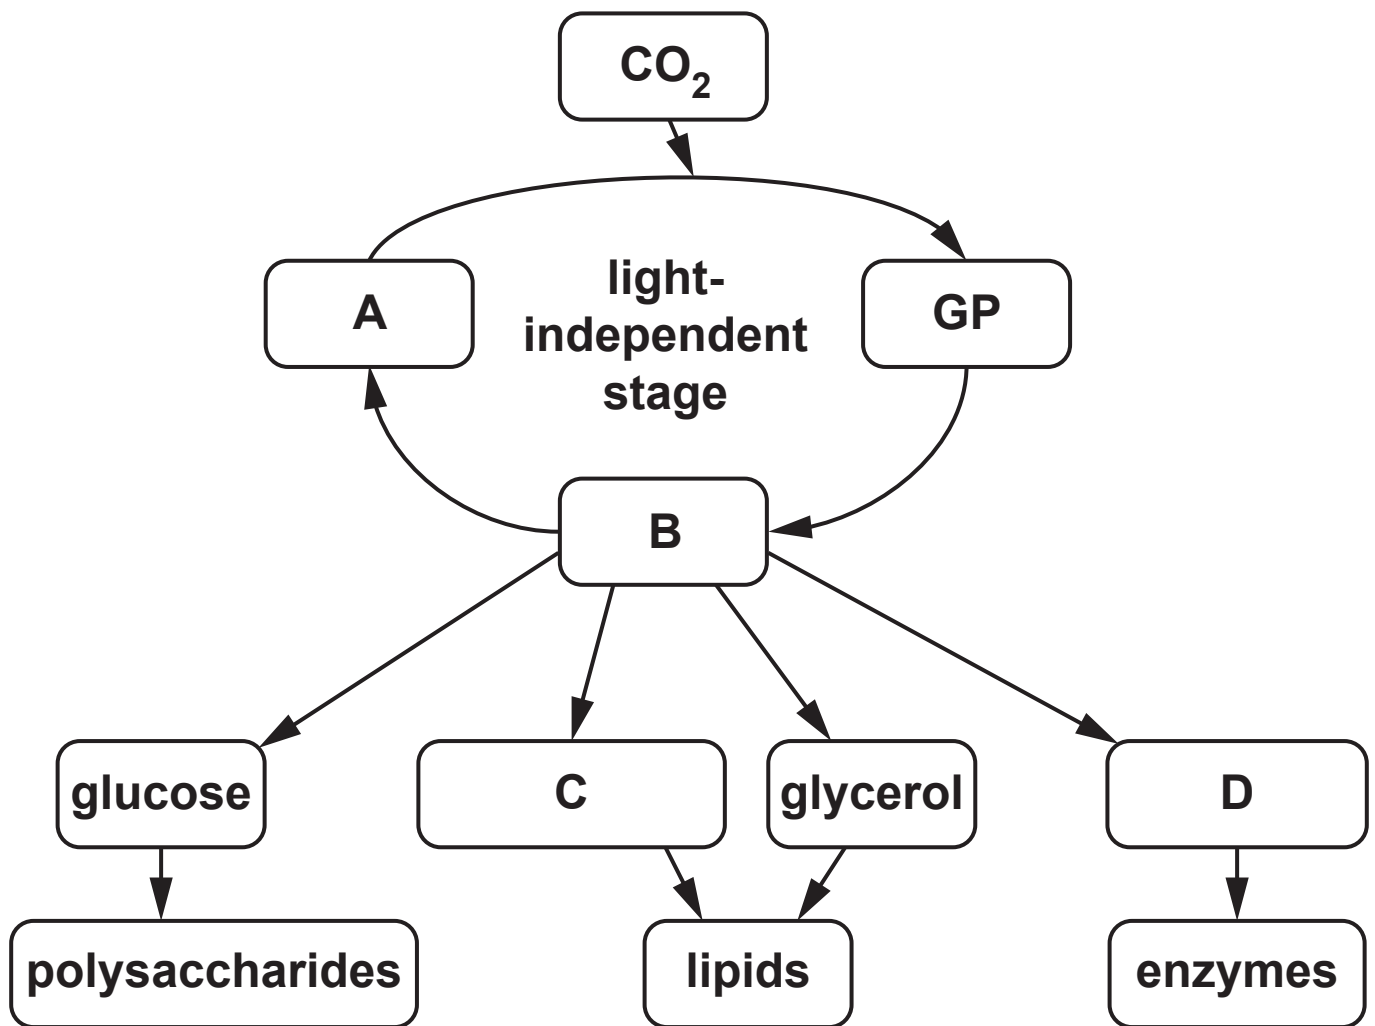 CO₂
A
light-
independent
stage
GP
B
glucose
C
glycerol
D
polysaccharides
lipids
enzymes